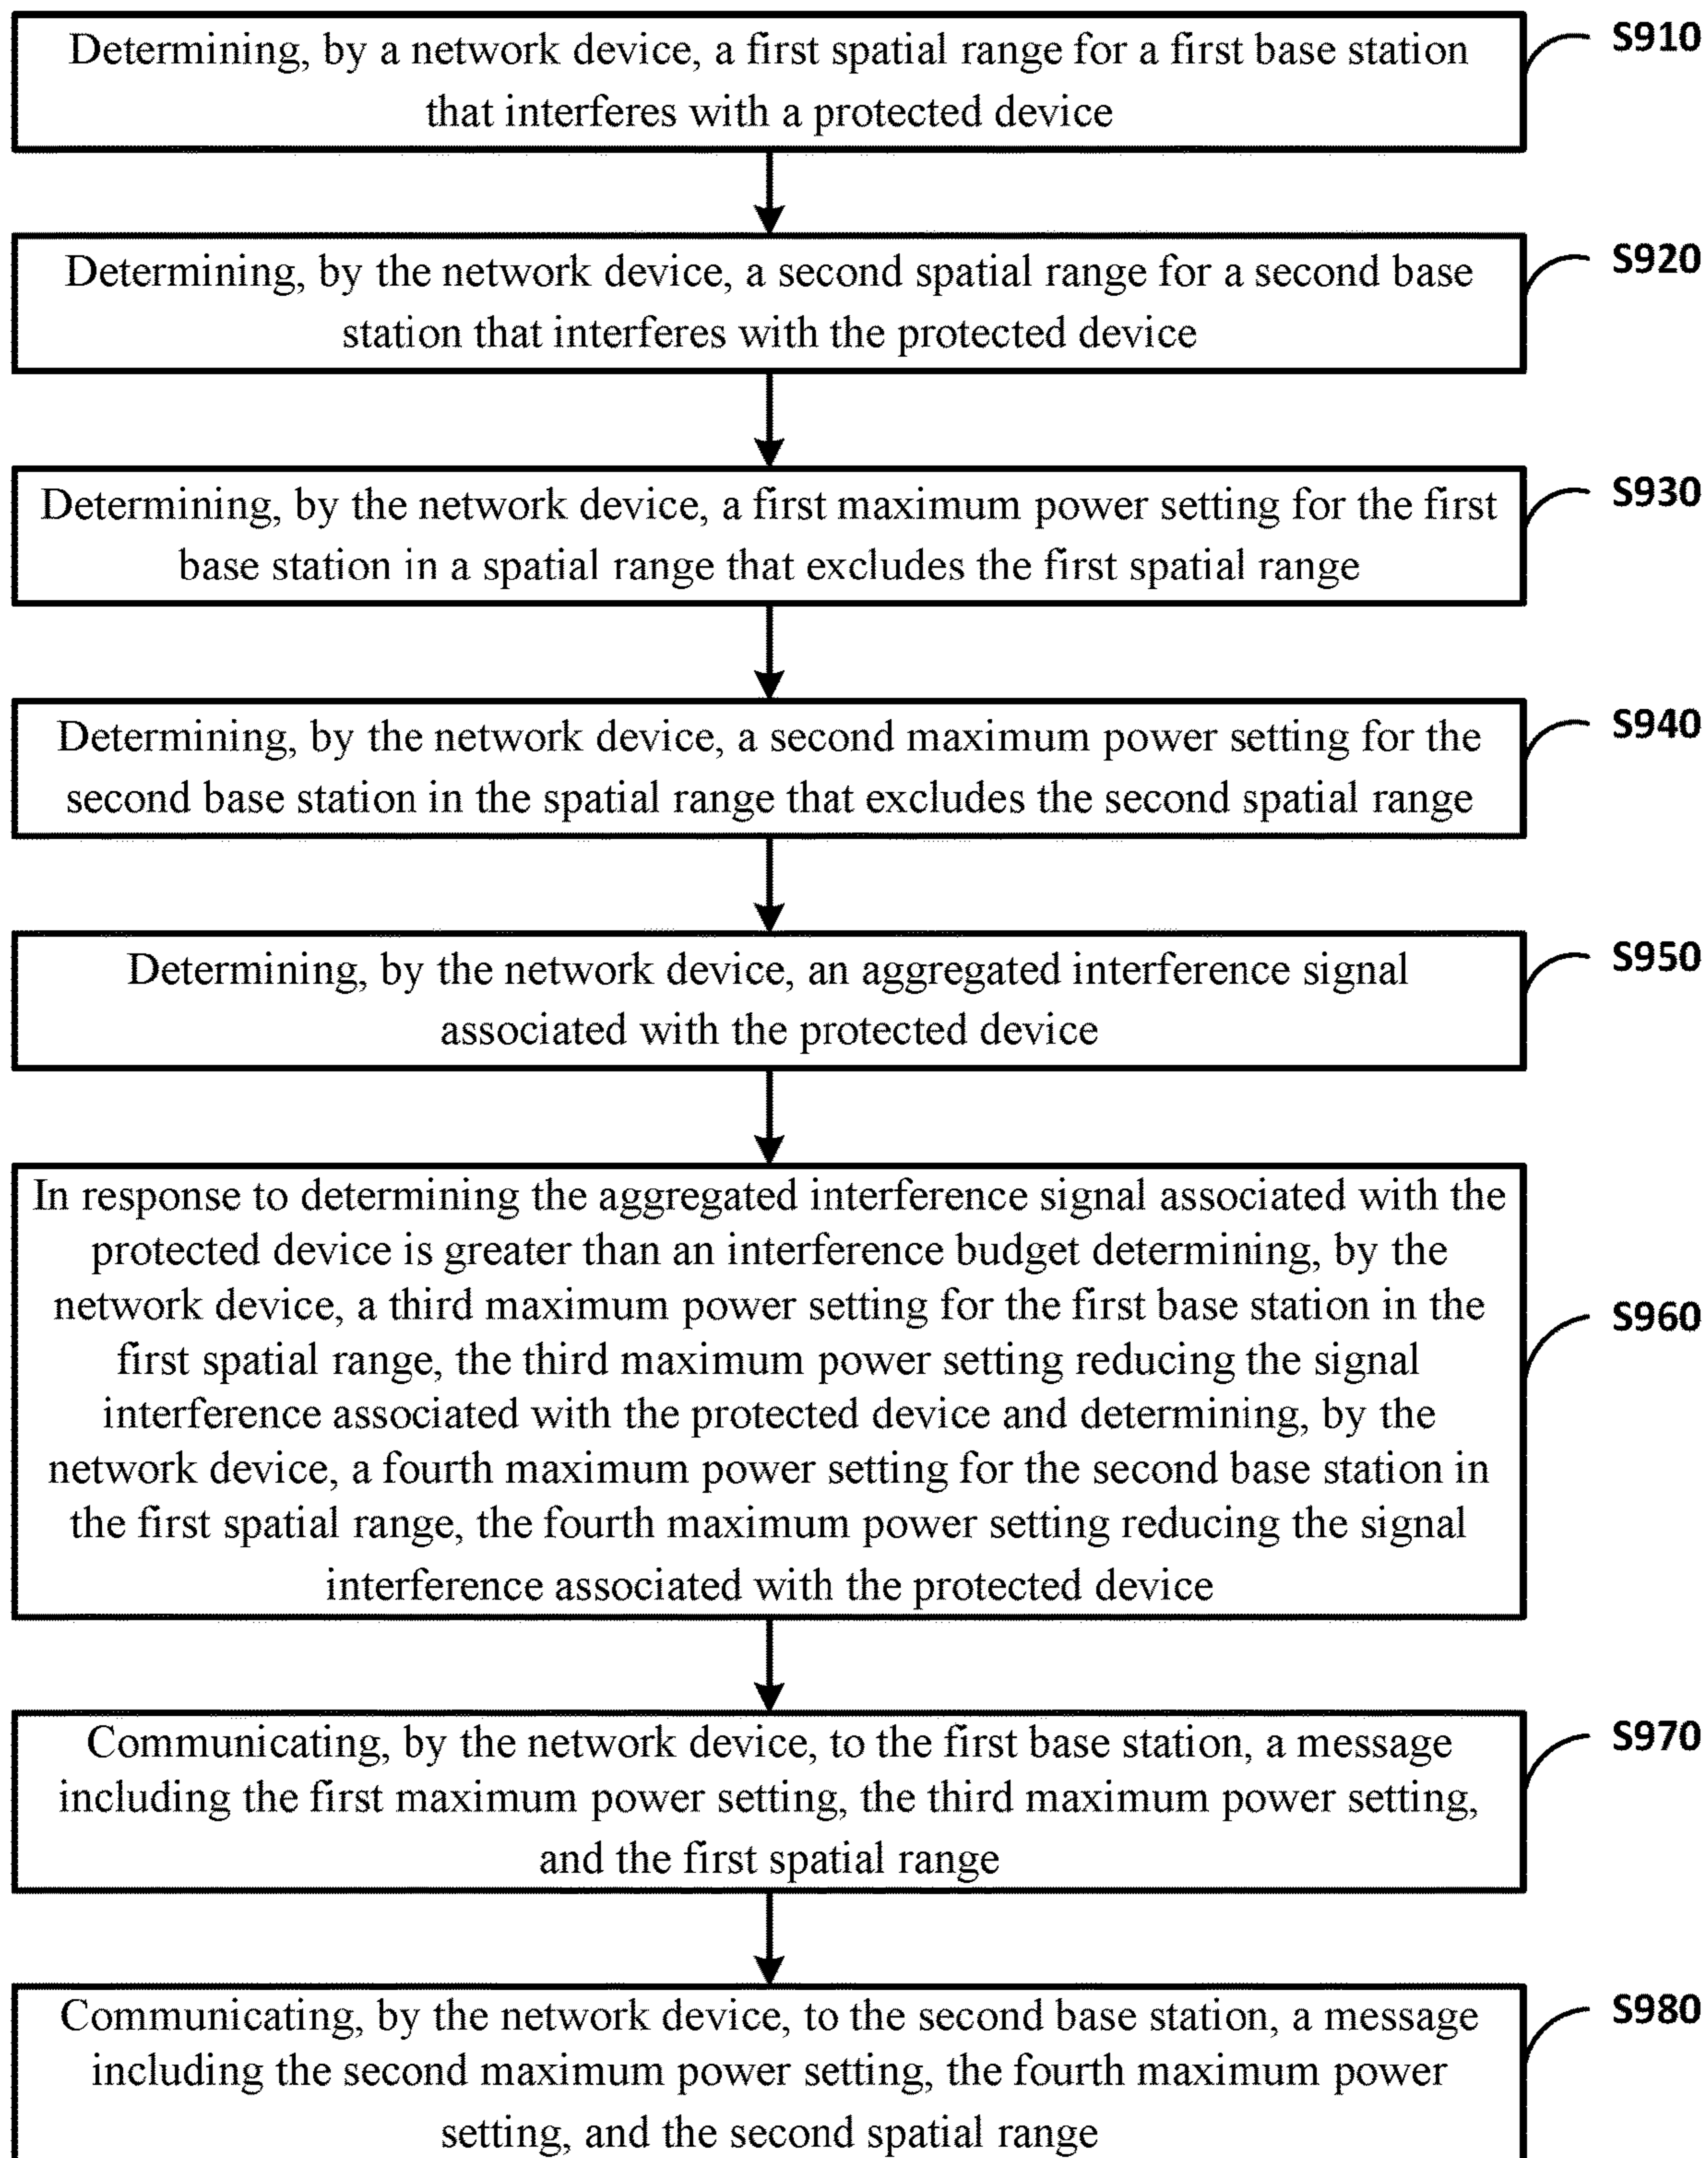 Determining, by a network device, a first spatial range for a first base station
that interferes with a protected device
S910
Determining, by the network device, a second spatial range for a second base
station that interferes with the protected device
S920
Determining, by the network device, a first maximum power setting for the first
base station in a spatial range that excludes the first spatial range
S930
Determining, by the network device, a second maximum power setting for the
second base station in the spatial range that excludes the second spatial range
S940
Determining, by the network device, an aggregated interference signal
associated with the protected device
S950
In response to determining the aggregated interference signal associated with the
protected device is greater than an interference budget determining, by the
network device, a third maximum power setting for the first base station in the
first spatial range, the third maximum power setting reducing the signal
interference associated with the protected device and determining, by the
network device, a fourth maximum power setting for the second base station in
the first spatial range, the fourth maximum power setting reducing the signal
interference associated with the protected device
S960
Communicating, by the network device, to the first base station, a message
including the first maximum power setting, the third maximum power setting,
and the first spatial range
S970
Communicating, by the network device, to the second base station, a message
including the second maximum power setting, the fourth maximum power
setting, and the second spatial range
S980